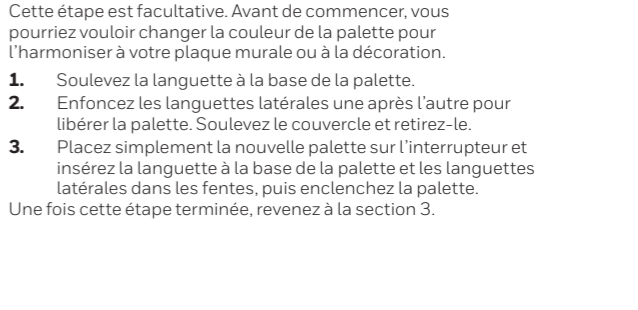 Cette étape est facultative. Avant de commencer, vous
pourriez vouloir changer la couleur de la palette pour
l’harmoniser à votre plaque murale ou à la décoration.
1. Soulevez la languette à la base de la palette.
2. Enfoncez les languettes latérales une après l’autre pour
libérer la palette. Soulevez le couvercle et retirez-le.
3. Placez simplement la nouvelle palette sur l’interrupteur et
insérez la languette à la base de la palette et les languettes
latérales dans les fentes, puis enclenchez la palette.
Une fois cette étape terminée, revenez à la section 3.